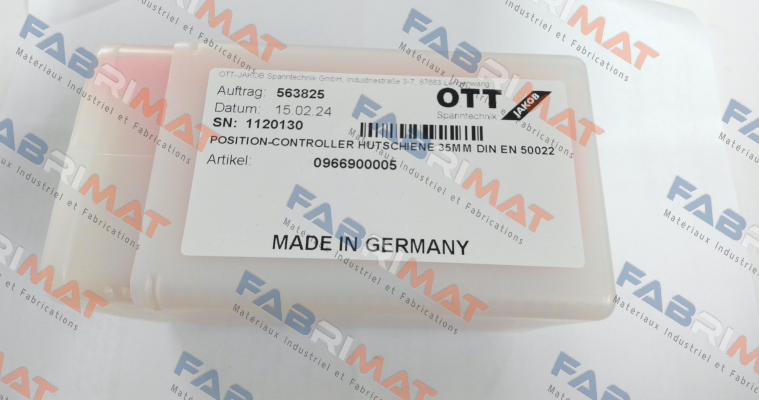 OTT-JAKOB Spanntechnik GmbH, Industriestraße 3-7, 87663 Lengenwang
Auftrag: 563825
Datum: 15.02.24
SN: 1120130
OTT
JAKOB
Spanntechnik
POSITION-CONTROLLER HUTSCHIENE 35MM DIN EN 50022
Artikel: 0966900005
MADE IN GERMANY
FABRIMAT
Matériaux Industriel et Fabrications